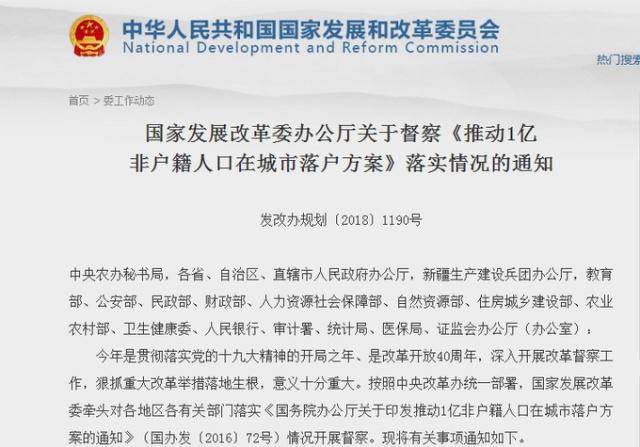 中华人民共和国国家发展和改革委员会
National Development and Reform Commission
热门搜索
首页 > 委工作动态
国家发展改革委办公厅关于督察《推动1亿
非户籍人口在城市落户方案》落实情况的通知
发改办规划〔2018〕1190号
中央农办秘书局，各省、自治区、直辖市人民政府办公厅，新疆生产建设兵团办公厅，教育
部、公安部、民政部、财政部、人力资源社会保障部、自然资源部、住房城乡建设部、农业
农村部、卫生健康委、人民银行、审计署、统计局、医保局、证监会办公厅（办公室）：
今年是贯彻落实党的十九大精神的开局之年、是改革开放40周年，深入开展改革督察工
作，狠抓重大改革举措落地生根，意义十分重大。按照中央改革办统一部署，国家发展改革
委牵头对各地区各有关部门落实《国务院办公厅关于印发推动1亿非户籍人口在城市落户方
案的通知》（国办发〔2016〕72号）情况开展督察。现将有关事项通知如下。